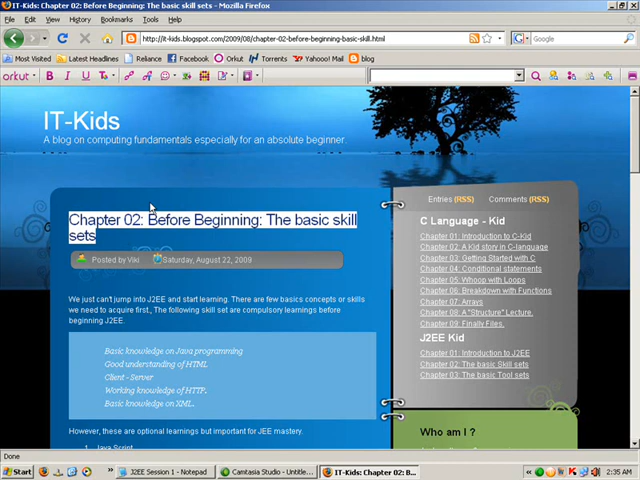 IT-Kids: Chapter 02: Before Beginning: The basic skill sets - Mozilla Firefox
File Edit View History Bookmarks Tools Help
http://it-kids.blogspot.com/2009/08/chapter-02-before-beginning-basic-skill.html
Google
Most Visited Latest Headlines Reliance Facebook Orkut Torrents Yahoo! Mail blog
orkut B I U
IT-Kids
A blog on computing fundamentals especially for an absolute beginner.
Chapter 02: Before Beginning: The basic skill
sets
Posted by Viki Saturday, August 22, 2009
We just can't jump into J2EE and start learning. There are few basics concepts or skills
we need to acquire first., The following skill set are compulsory learnings before
beginning J2EE
Basic knowledge on Java programming
Good understanding of HTML
Client - Server
Working knowledge of HTTP.
Basic knowledge on XML.
However, these are optional learnings but important for JEE mastery.
1. Java Script
Entries (RSS) Comments (RSS)
C Language - Kid
Chapter 01: Introduction to C-Kid
Chapter 02: A Kid story in C-language
Chapter 03: Getting Started with C
Chapter 04: Conditional statements
Chapter 05: Whoop with Loops
Chapter 06: Breakdown with Functions
Chapter 07: Arrays
Chapter 08: A "Structure" Lecture.
Chapter 09: Finally Files.
J2EE Kid
Chapter 01: Introduction to J2EE
Chapter 02: The basic Skill sets
Chapter 03: The basic Tool sets
Who am I ?
Done
Start J2EE Session 1 - Notepad Camtasia Studio - Untitle... IT-Kids: Chapter 02: B... 2:35 AM